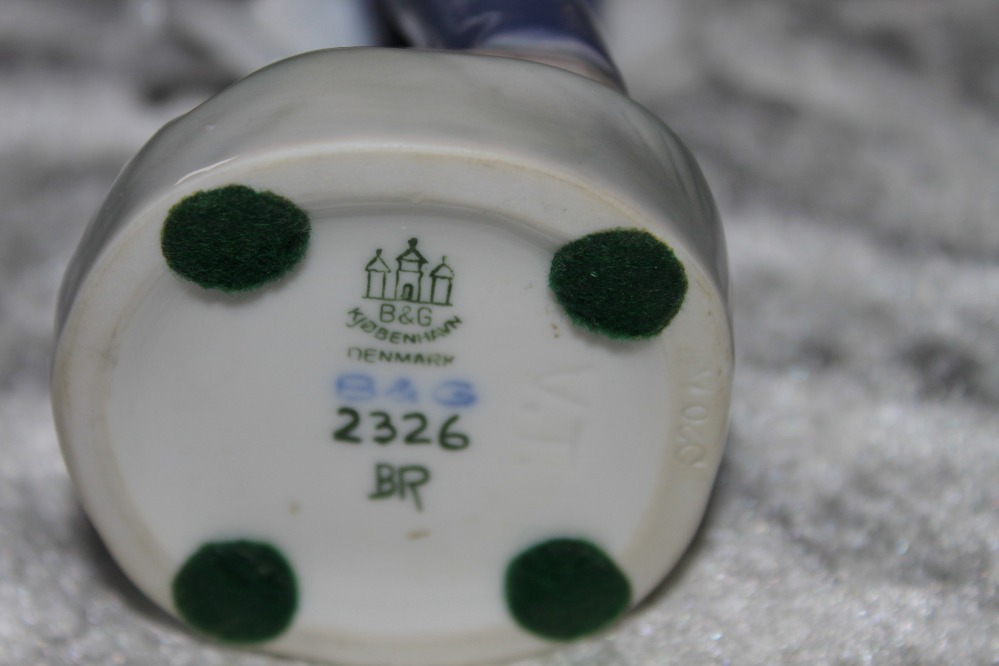 B&G
KJØBENHAVN
DENMARK
B&G
2326
BR
V.T